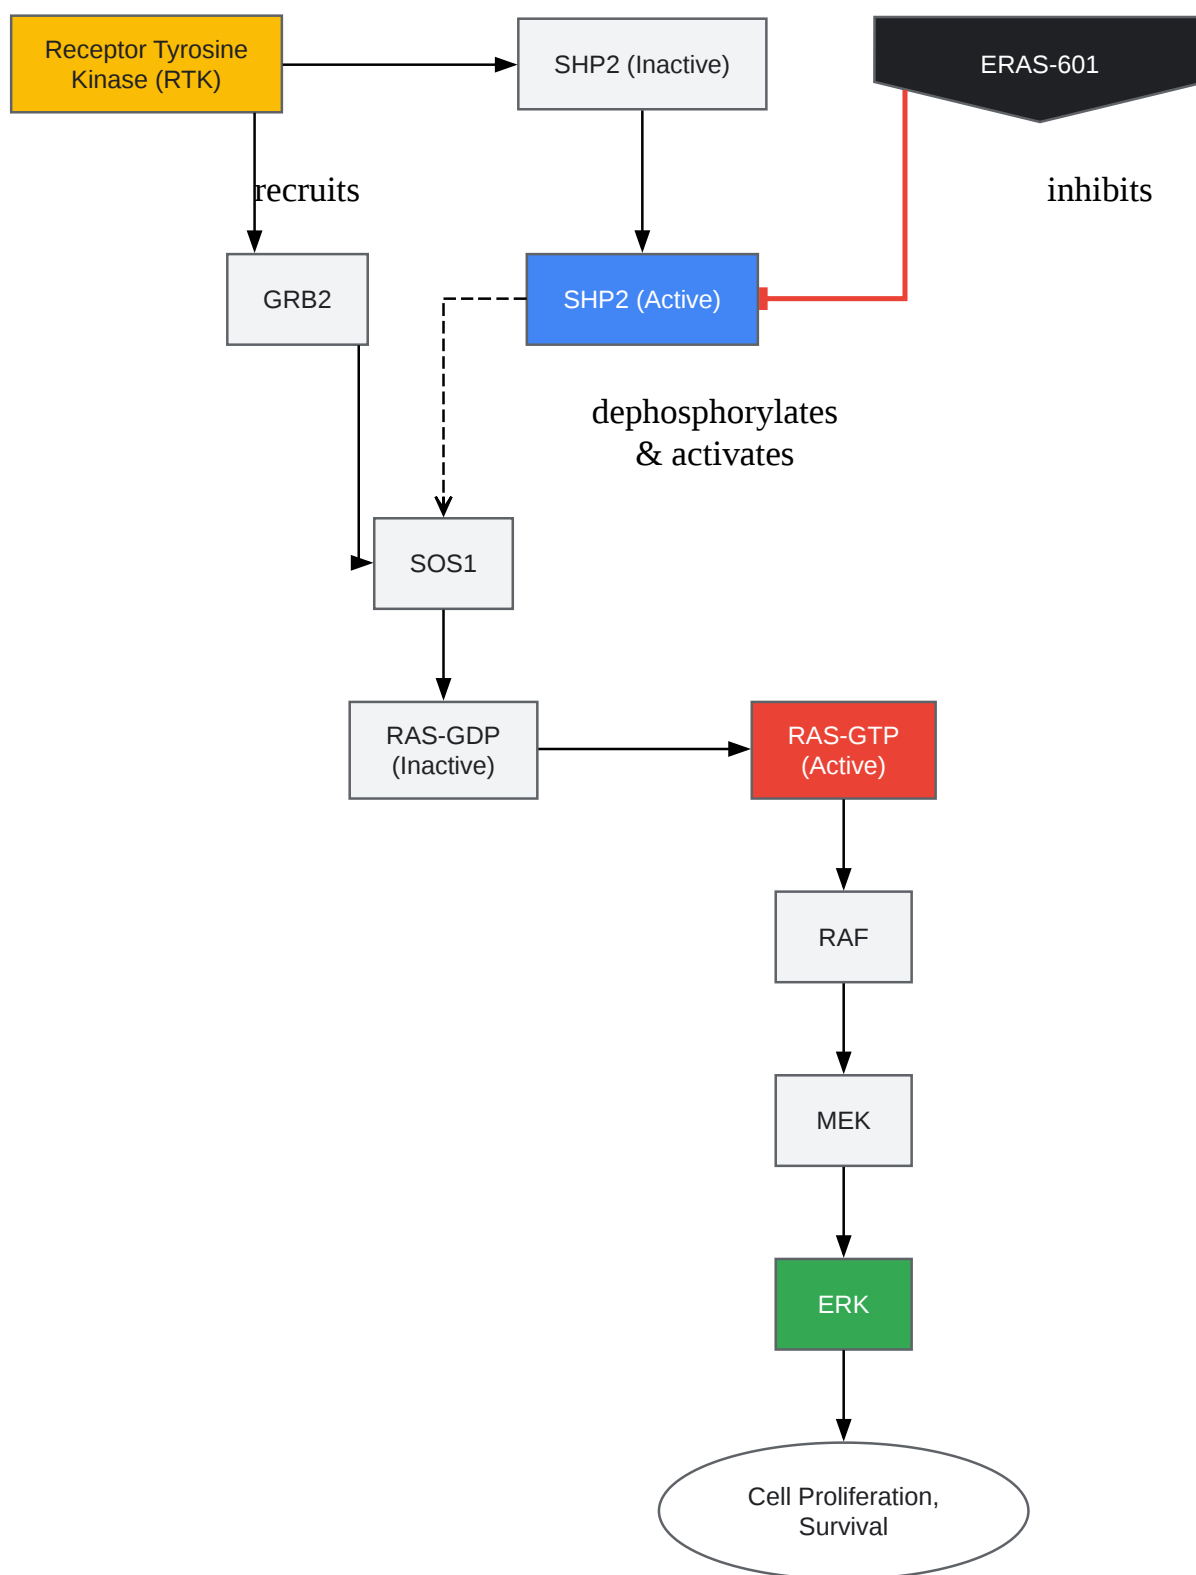 Receptor Tyrosine
Kinase (RTK)
SHP2 (Inactive)
ERAS-601
recruits
inhibits
GRB2
SHP2 (Active)
dephosphorylates
& activates
SOS1
RAS-GDP
(Inactive)
RAS-GTP
(Active)
RAF
MEK
ERK
Cell Proliferation,
Survival